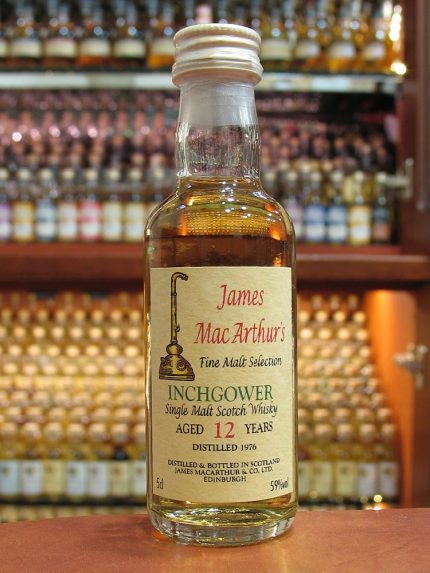 James
MacArthur's
Fine Malt Selection
INCHGOWER
Single Malt Scotch Whisky
AGED 12 YEARS
DISTILLED 1976
DISTILLED & BOTTLED IN SCOTLAND
JAMES MACARTHUR & CO. LTD.
EDINBURGH
5cl 59%vol